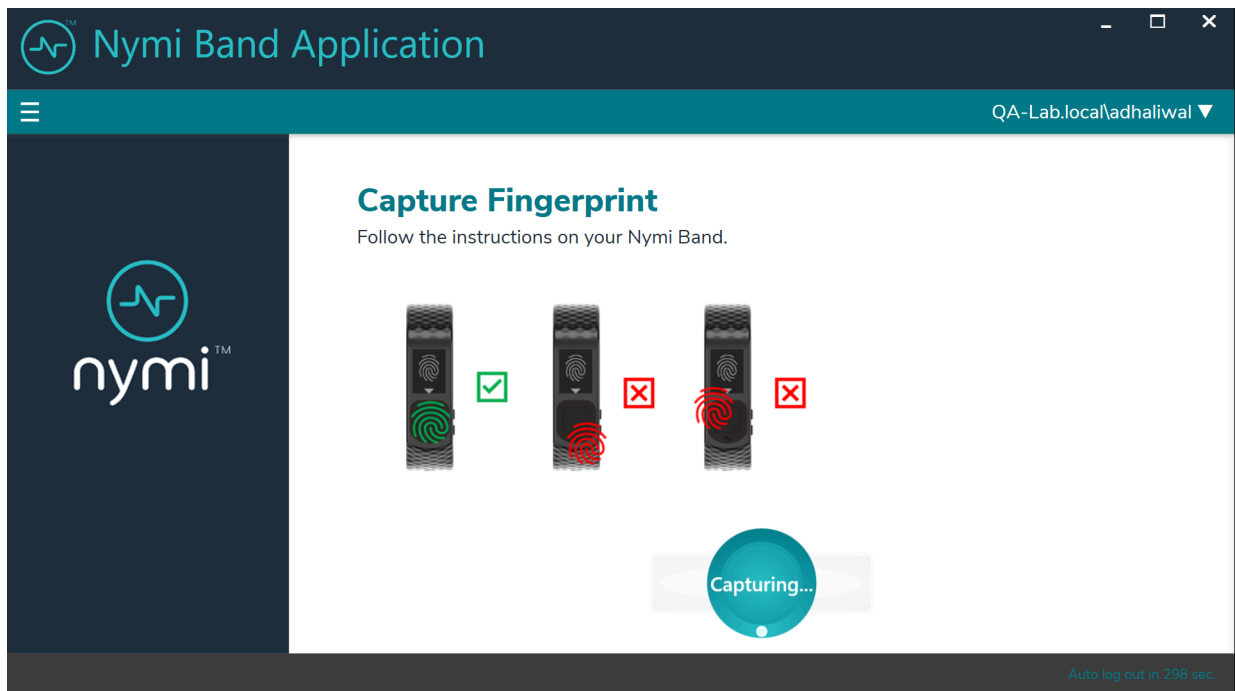 Nymi Band Application
QA-Lab.local\adhaliwal ▼
nymi™
Capture Fingerprint
Follow the instructions on your Nymi Band.
Capturing...
Auto log out in 298 sec.